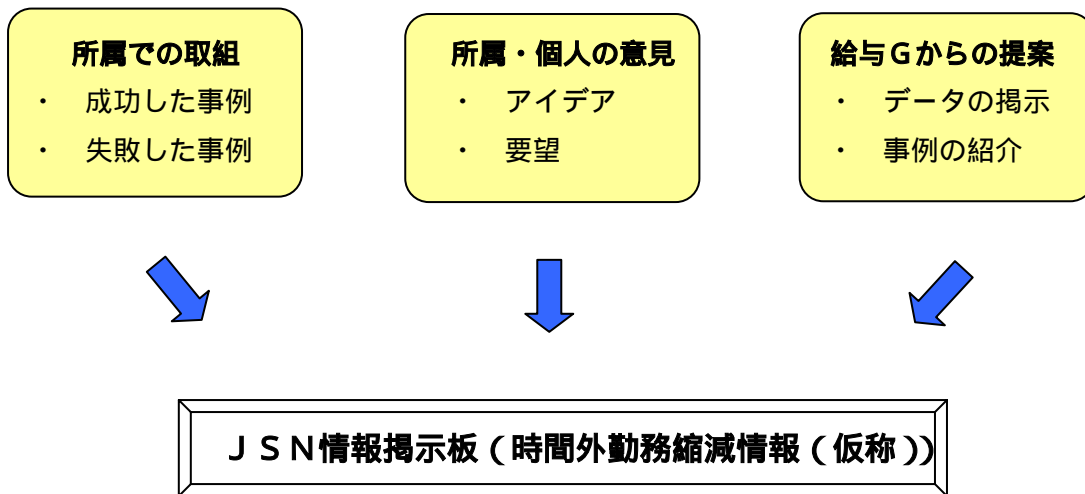 所属での取組
・　成功した事例
・　失敗した事例
所属・個人の意見
・　アイデア
・　要望
給与Ｇからの提案
・　データの掲示
・　事例の紹介
ＪＳＮ情報掲示板（時間外勤務縮減情報（仮称））